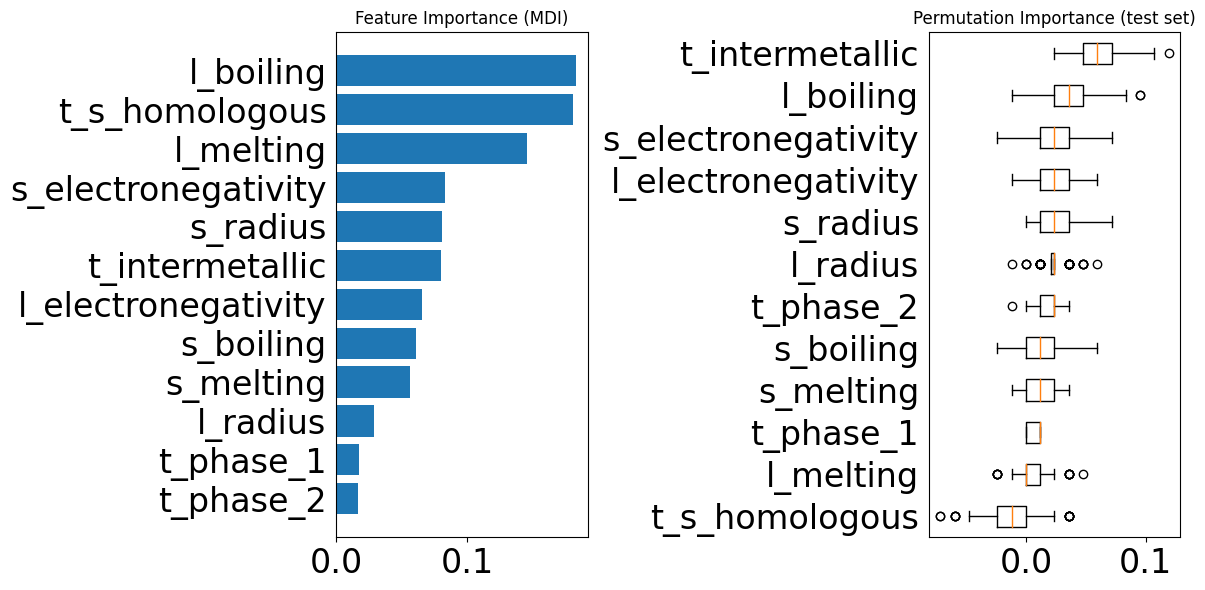 Feature Importance (MDI)
l_boiling
t_s_homologous
l_melting
s_electronegativity
s_radius
t_intermetallic
l_electronegativity
s_boiling
s_melting
l_radius
t_phase_1
t_phase_2
0.0 0.1
Permutation Importance (test set)
t_intermetallic
l_boiling
s_electronegativity
l_electronegativity
s_radius
l_radius
t_phase_2
s_boiling
s_melting
t_phase_1
l_melting
t_s_homologous
0.0 0.1